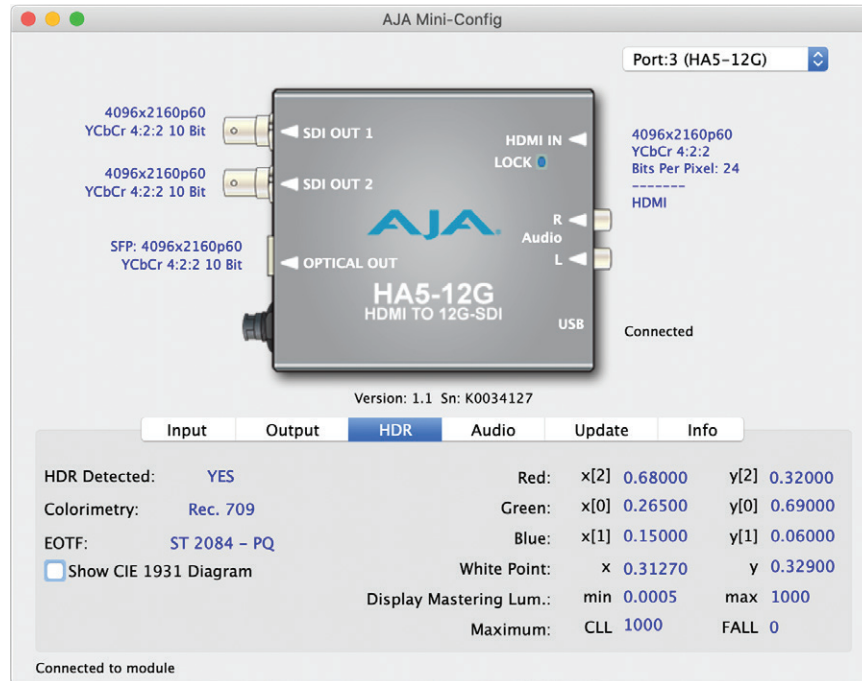 AJA Mini-Config
Port:3 (HA5-12G)
4096x2160p60
YCbCr 4:2:2 10 Bit
SDI OUT 1
4096x2160p60
YCbCr 4:2:2 10 Bit
SDI OUT 2
SFP: 4096x2160p60
YCbCr 4:2:2 10 Bit
OPTICAL OUT
HDMI IN
LOCK
4096x2160p60
YCbCr 4:2:2
Bits Per Pixel: 24
-------
HDMI
AJA.
R
Audio
L
HA5-12G
HDMI TO 12G-SDI
USB
Connected
Version: 1.1 Sn: K0034127
Input Output HDR Audio Update Info
HDR Detected: YES
Colorimetry: Rec. 709
EOTF: ST 2084 - PQ
Show CIE 1931 Diagram
Red: x[2] 0.68000 y[2] 0.32000
Green: x[0] 0.26500 y[0] 0.69000
Blue: x[1] 0.15000 y[1] 0.06000
White Point: x 0.31270 y 0.32900
Display Mastering Lum.: min 0.0005 max 1000
Maximum: CLL 1000 FALL 0
Connected to module